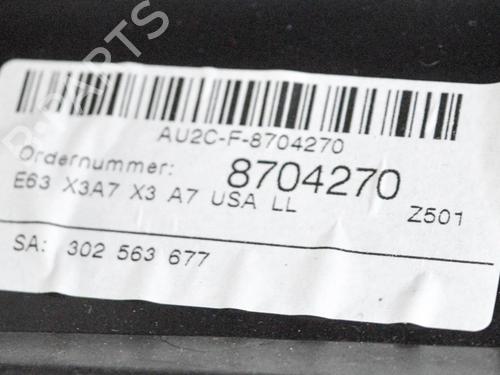 AU2C-F-8704270
Ordernummer: 8704270
E63 X3A7 X3 A7 USA LL Z501
SA: 302 563 677